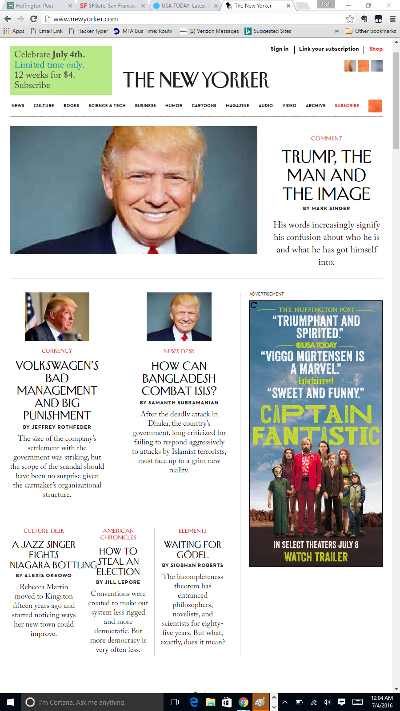 Huffington Post
SFGate: San Francisco
USA TODAY: Latest
The New Yorker
www.newyorker.com
Apps
Email Link
Hacker Typer
MTA Bus Time: Route
Verizon Messages
Suggested Sites
Other bookmarks
Celebrate July 4th.
Limited time only.
12 weeks for $4.
Subscribe
Sign in | Link your subscription | Shop
THE NEW YORKER
NEWS CULTURE BOOKS SCIENCE & TECH BUSINESS HUMOR CARTOONS MAGAZINE AUDIO VIDEO ARCHIVE SUBSCRIBE
COMMENT
TRUMP, THE
MAN AND
THE IMAGE
BY MARK SINGER
His words increasingly signify
his confusion about who he is
and what he has got himself
into.
CURRENCY
VOLKSWAGEN'S
BAD
MANAGEMENT
AND BIG
PUNISHMENT
BY JEFFREY ROTHFEDER
The size of the company's
settlement with the
government was striking, but
the scope of the scandal should
have been no surprise given
the carmaker's organizational
structure.
NEWS DESK
HOW CAN
BANGLADESH
COMBAT ISIS?
BY SAMANTH SUBRAMANIAN
After the deadly attack in
Dhaka, the country's
government, long criticized for
failing to respond aggressively
to attacks by Islamist terrorists,
must face up to a grim new
reality.
ADVERTISEMENT
THE HUFFINGTON POST
"TRIUMPHANT AND
SPIRITED"
USA TODAY
"VIGGO MORTENSEN IS
A MARVEL."
"SWEET AND FUNNY."
CAPTAIN
FANTASTIC
IN SELECT THEATERS JULY 8
WATCH TRAILER
CULTURE DESK
A JAZZ SINGER
FIGHTS
NIAGARA BOTTLING
BY ALEXIS OKEOWO
Rebecca Martin
moved to Kingston
fifteen years ago and
started noticing ways
her new town could
improve.
AMERICAN
CHRONICLES
HOW TO
STEAL AN
ELECTION
BY JILL LEPORE
Conventions were
created to make our
system less rigged
and more
democratic. But
more democracy is
very often less.
ELEMENTS
WAITING FOR
GÖDEL
BY SIOBHAN ROBERTS
The incompleteness
theorem has
entranced
philosophers,
novelists, and
scientists for eighty-
five years. But what,
exactly, does it mean?
I'm Cortana. Ask me anything.
12:04 AM
7/4/2016